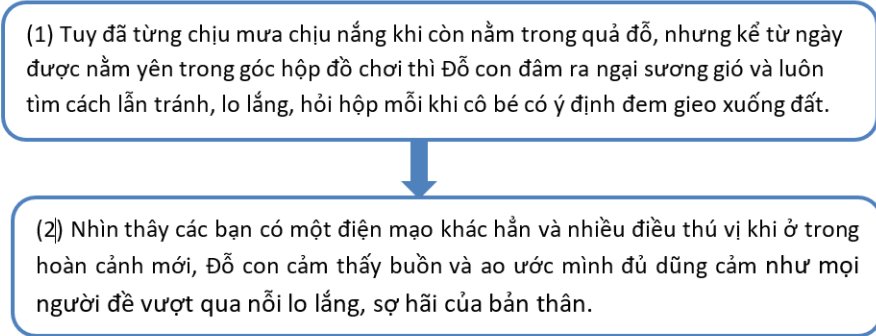 (1) Tuy đã từng chịu mưa chịu nắng khi còn nằm trong quả đỗ, nhưng kể từ ngày
được nằm yên trong góc hộp đồ chơi thì Đỗ con đâm ra ngại sương gió và luôn
tìm cách lẫn tránh, lo lắng, hỏi hộp mỗi khi cô bé có ý định đem gieo xuống đất.
(2) Nhìn thây các bạn có một điện mạo khác hẳn và nhiều điều thú vị khi ở trong
hoàn cảnh mới, Đỗ con cảm thấy buồn và ao ước mình đủ dũng cảm như mọi
người đề vượt qua nỗi lo lắng, sợ hãi của bản thân.